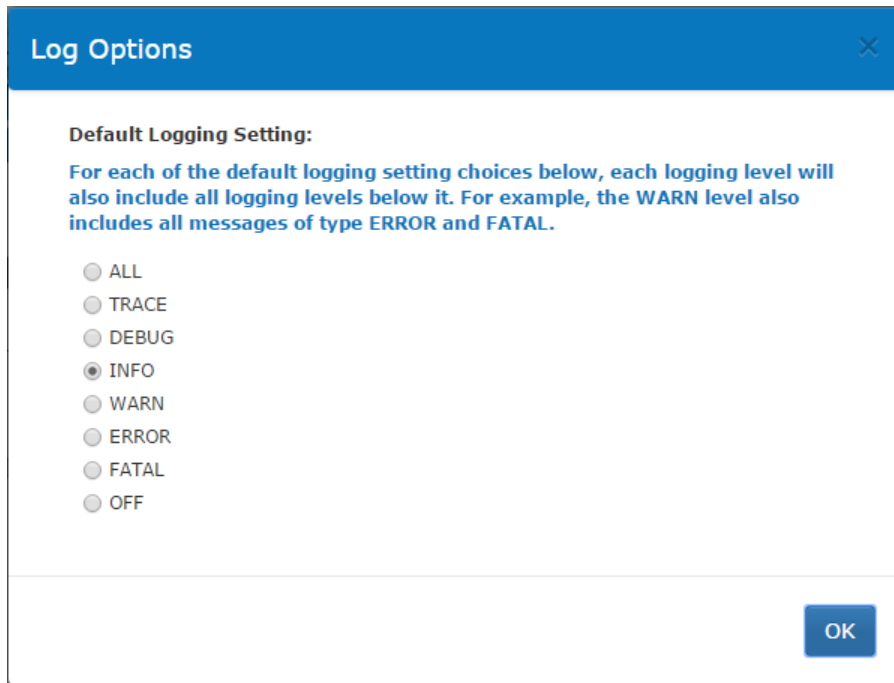 Log Options
Default Logging Setting:
For each of the default logging setting choices below, each logging level will
also include all logging levels below it. For example, the WARN level also
includes all messages of type ERROR and FATAL.
ALL
TRACE
DEBUG
INFO
WARN
ERROR
FATAL
OFF
OK